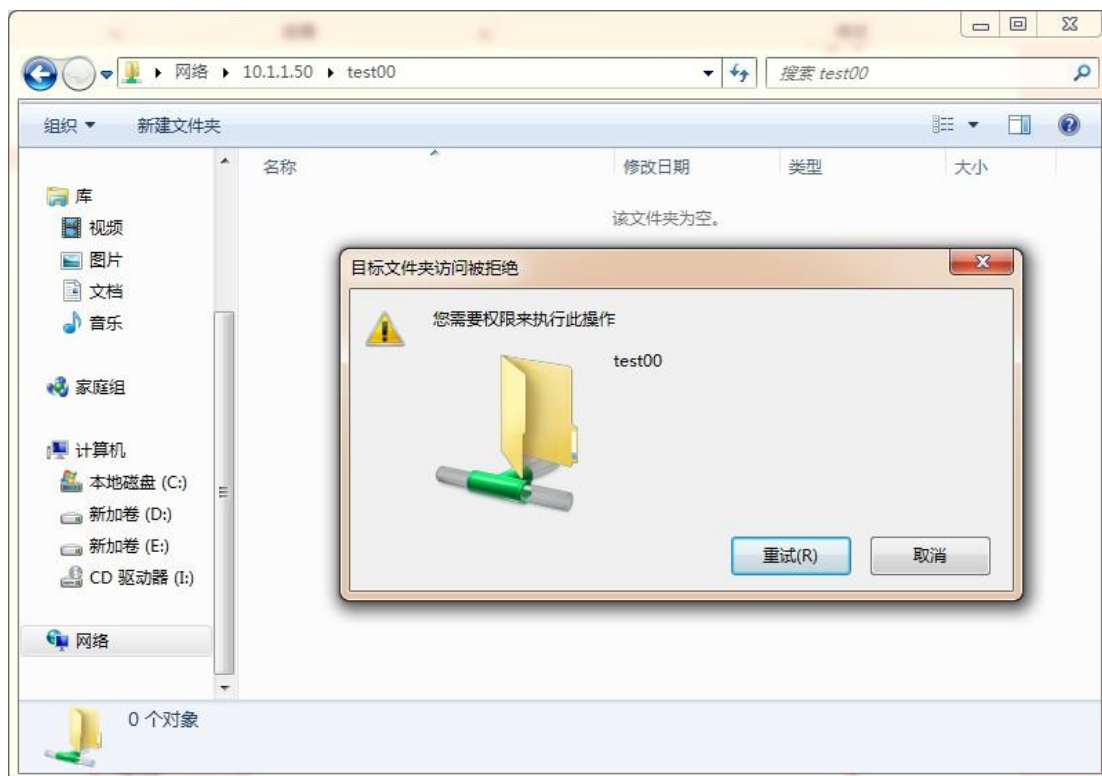 网络 10.1.1.50 test00
搜索 test00
组织 新建文件夹
名称 修改日期 类型 大小
该文件夹为空。
库
视频
图片
文档
音乐
家庭组
计算机
本地磁盘 (C:)
新加卷 (D:)
新加卷 (E:)
CD 驱动器 (I:)
网络
目标文件夹访问被拒绝
您需要权限来执行此操作
test00
重试(R) 取消
0 个对象